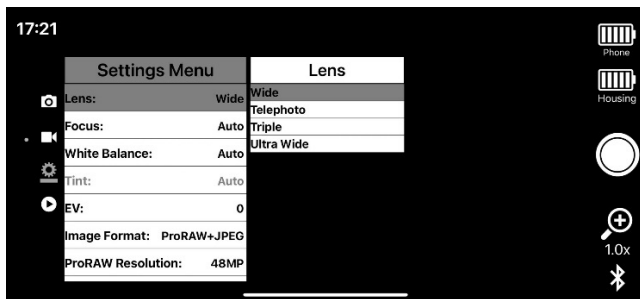 17:21
Phone
Housing
1.0x
Settings Menu
Lens: Wide
Focus: Auto
White Balance: Auto
Tint: Auto
EV: 0
Image Format: ProRAW+JPEG
ProRAW Resolution: 48MP
Lens
Wide
Telephoto
Triple
Ultra Wide